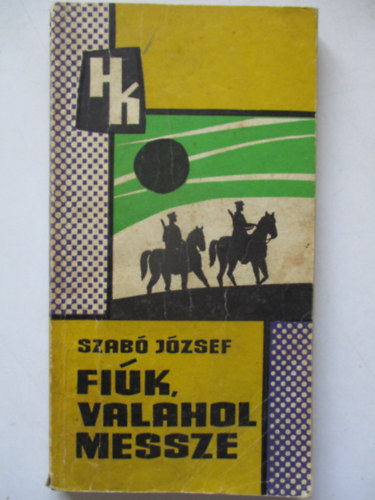 HK
SZABÓ JÓZSEF
FIÚK,
VALAHOL
MESSZE